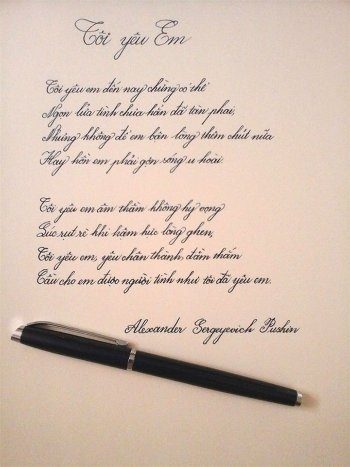 Tôi yêu Em
Tôi yêu em đến nay chừng có thể
Ngọn lửa tình chưa hẳn đã tàn phai;
Nhưng không để em bận lòng thêm chút nữa
Hay hồn em phải gợn sóng u hoài.
Tôi yêu em âm thầm không hy vọng
Lúc rụt rè khi hậm hực lòng ghen,
Tôi yêu em, yêu chân thành, đằm thắm
Cầu cho em được người tình như tôi đã yêu em.
Alexander Sergeyevich Pushin